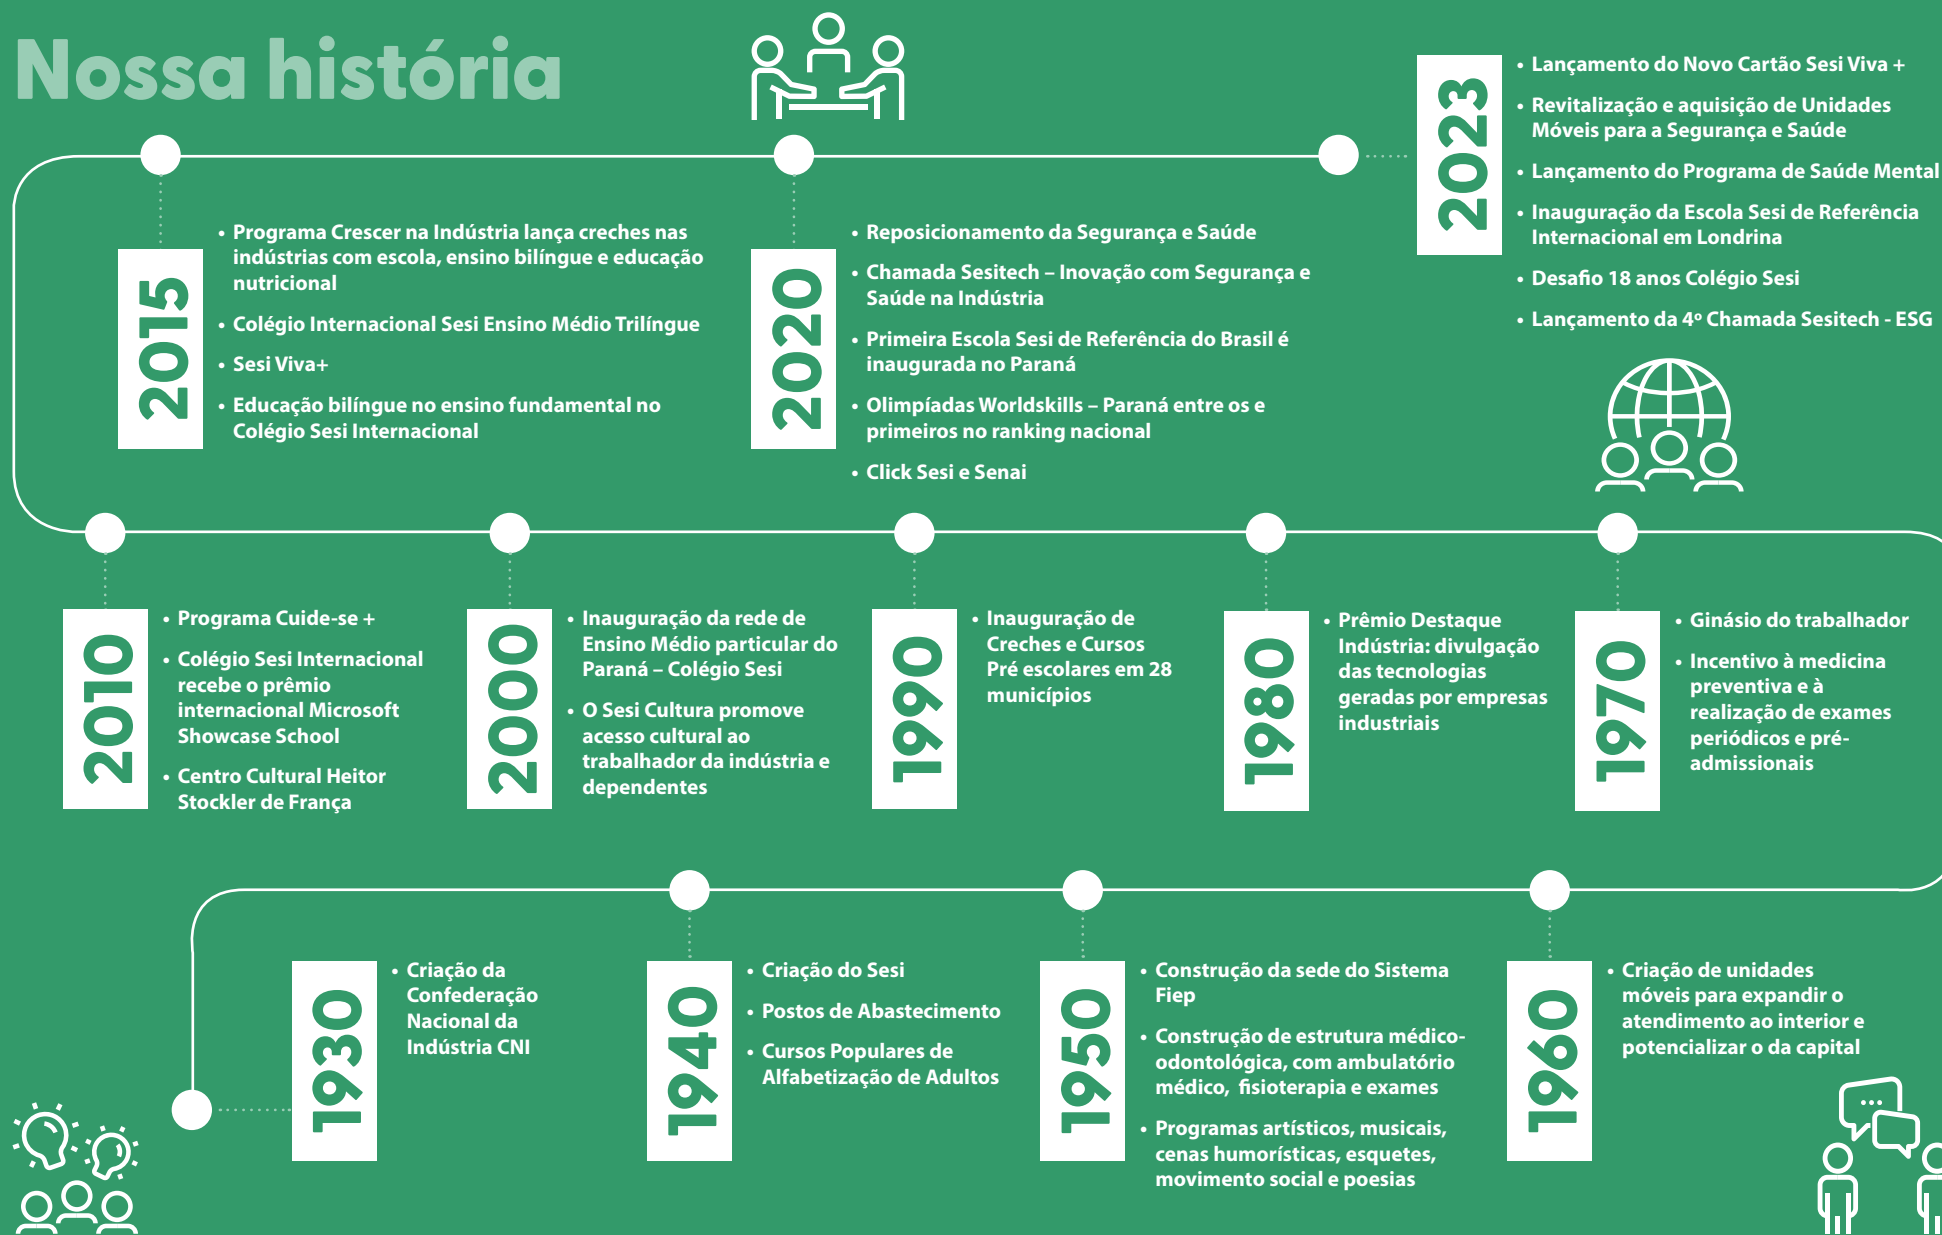 Nossa história
2023
• Lançamento do Novo Cartão Sesi Viva +
• Revitalização e aquisição de Unidades
Móveis para a Segurança e Saúde
• Lançamento do Programa de Saúde Mental
• Inauguração da Escola Sesi de Referência
Internacional em Londrina
• Desafio 18 anos Colégio Sesi
• Lançamento da 4º Chamada Sesitech - ESG
2015
• Programa Crescer na Indústria lança creches nas
indústrias com escola, ensino bilíngue e educação
nutricional
• Colégio Internacional Sesi Ensino Médio Trilíngue
• Sesi Viva+
• Educação bilíngue no ensino fundamental no
Colégio Sesi Internacional
2020
• Reposicionamento da Segurança e Saúde
• Chamada Sesitech – Inovação com Segurança e
Saúde na Indústria
• Primeira Escola Sesi de Referência do Brasil é
inaugurada no Paraná
• Olimpíadas Worldskills – Paraná entre os e
primeiros no ranking nacional
• Click Sesi e Senai
2010
• Programa Cuide-se +
• Colégio Sesi Internacional
recebe o prêmio
internacional Microsoft
Showcase School
• Centro Cultural Heitor
Stockler de França
2000
• Inauguração da rede de
Ensino Médio particular do
Paraná – Colégio Sesi
• O Sesi Cultura promove
acesso cultural ao
trabalhador da indústria e
dependentes
1990
• Inauguração de
Creches e Cursos
Pré escolares em 28
municípios
1980
• Prêmio Destaque
Indústria: divulgação
das tecnologias
geradas por empresas
industriais
1970
• Ginásio do trabalhador
• Incentivo à medicina
preventiva e à
realização de exames
periódicos e pré-
admissionais
1930
• Criação da
Confederação
Nacional da
Indústria CNI
1940
• Criação do Sesi
• Postos de Abastecimento
• Cursos Populares de
Alfabetização de Adultos
1950
• Construção da sede do Sistema
Fiep
• Construção de estrutura médico-
odontológica, com ambulatório
médico, fisioterapia e exames
• Programas artísticos, musicais,
cenas humorísticas, esquetes,
movimento social e poesias
1960
• Criação de unidades
móveis para expandir o
atendimento ao interior e
potencializar o da capital